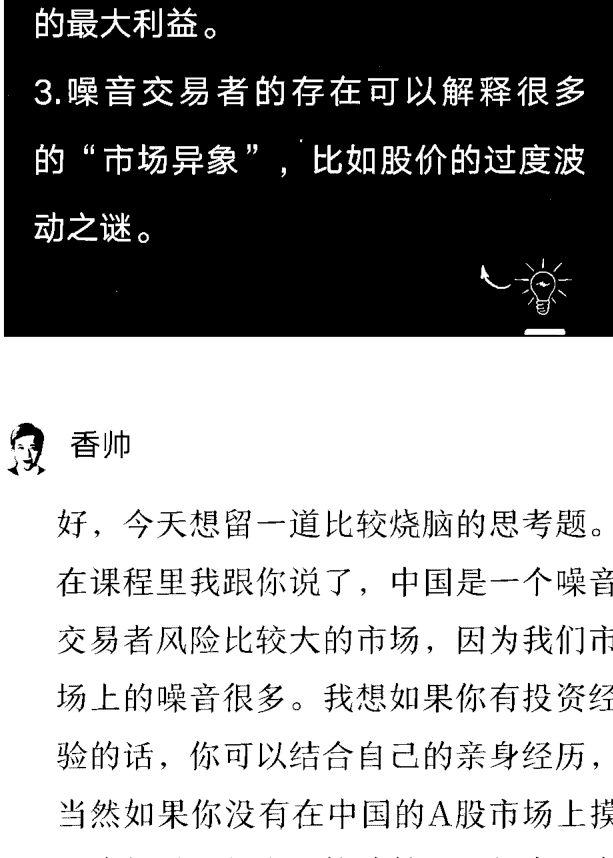 的最大利益。
3.噪音交易者的存在可以解释很多
的“市场异象”，比如股价的过度波
动之谜。
香帅
好，今天想留一道比较烧脑的思考题。
在课程里我跟你说了，中国是一个噪音
交易者风险比较大的市场，因为我们市
场上的噪音很多。我想如果你有投资经
验的话，你可以结合自己的亲身经历，
当然如果你没有在中国的A股市场上摸